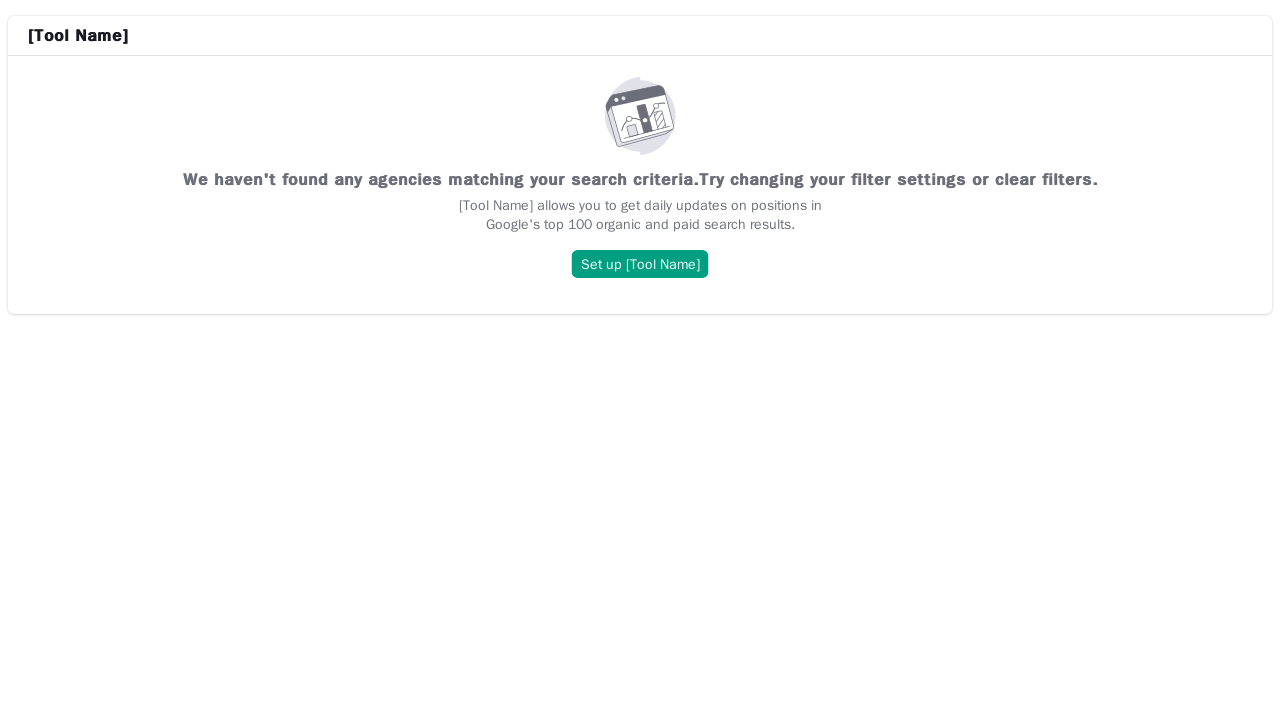 [Tool Name]
We haven't found any agencies matching your search criteria.Try changing your filter settings or clear filters.
[Tool Name] allows you to get daily updates on positions in
Google's top 100 organic and paid search results.
Set up [Tool Name]